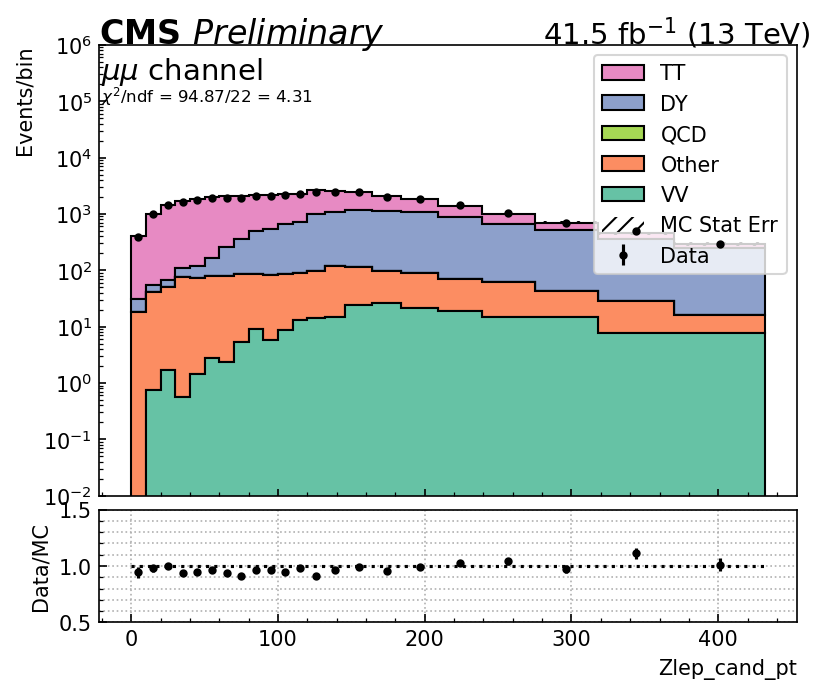 CMS Preliminary 41.5 fb⁻¹ (13 TeV)
μμ channel
χ²/ndf = 94.87/22 = 4.31
Events/bin
10⁶
10⁵
10⁴
10³
10²
10¹
10⁰
10⁻¹
10⁻²
TT
DY
QCD
Other
VV
MC Stat Err
Data
Data/MC
1.5
1.0
0.5
0 100 200 300 400
Zlep_cand_pt